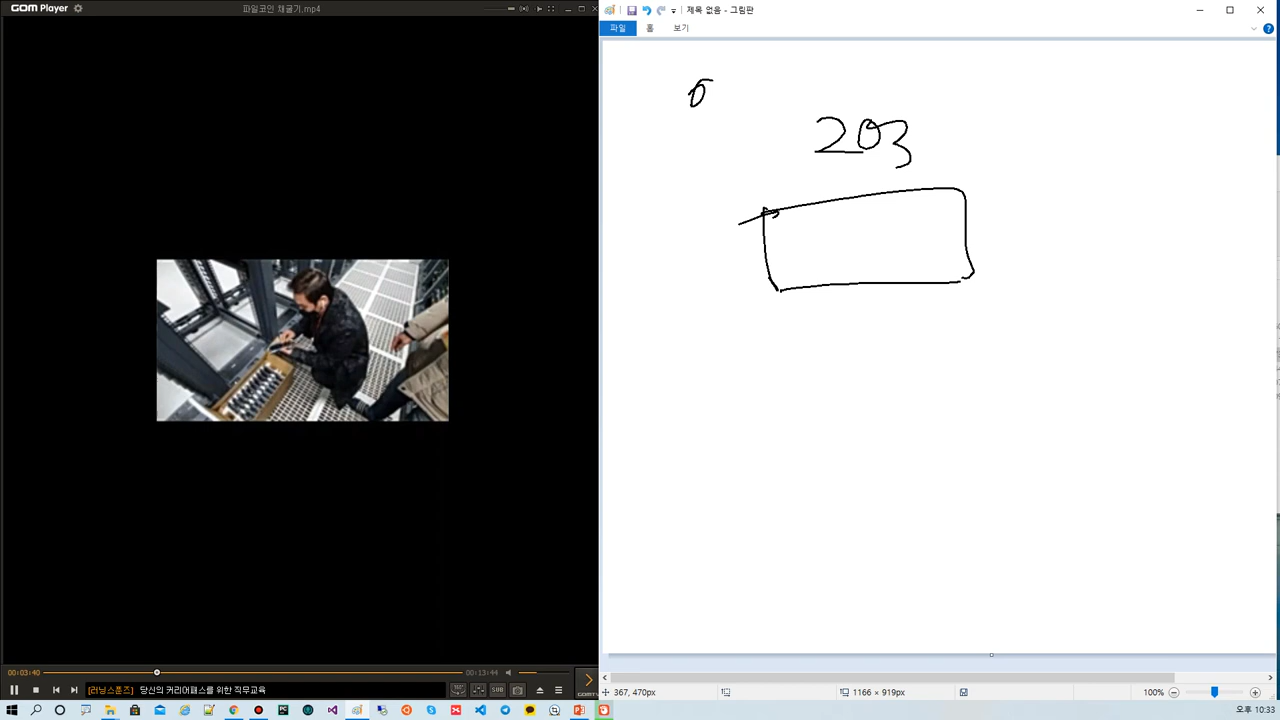 GOM Player
파일코인 채굴기.mp4
제목 없음 - 그림판
파일
홈
보기
203
00:03:40
00:13:44
[러닝스푼즈] 당신의 커리어패스를 위한 직무교육
360°
SUB
367, 470px
1166 × 919px
100%
오후 10:33